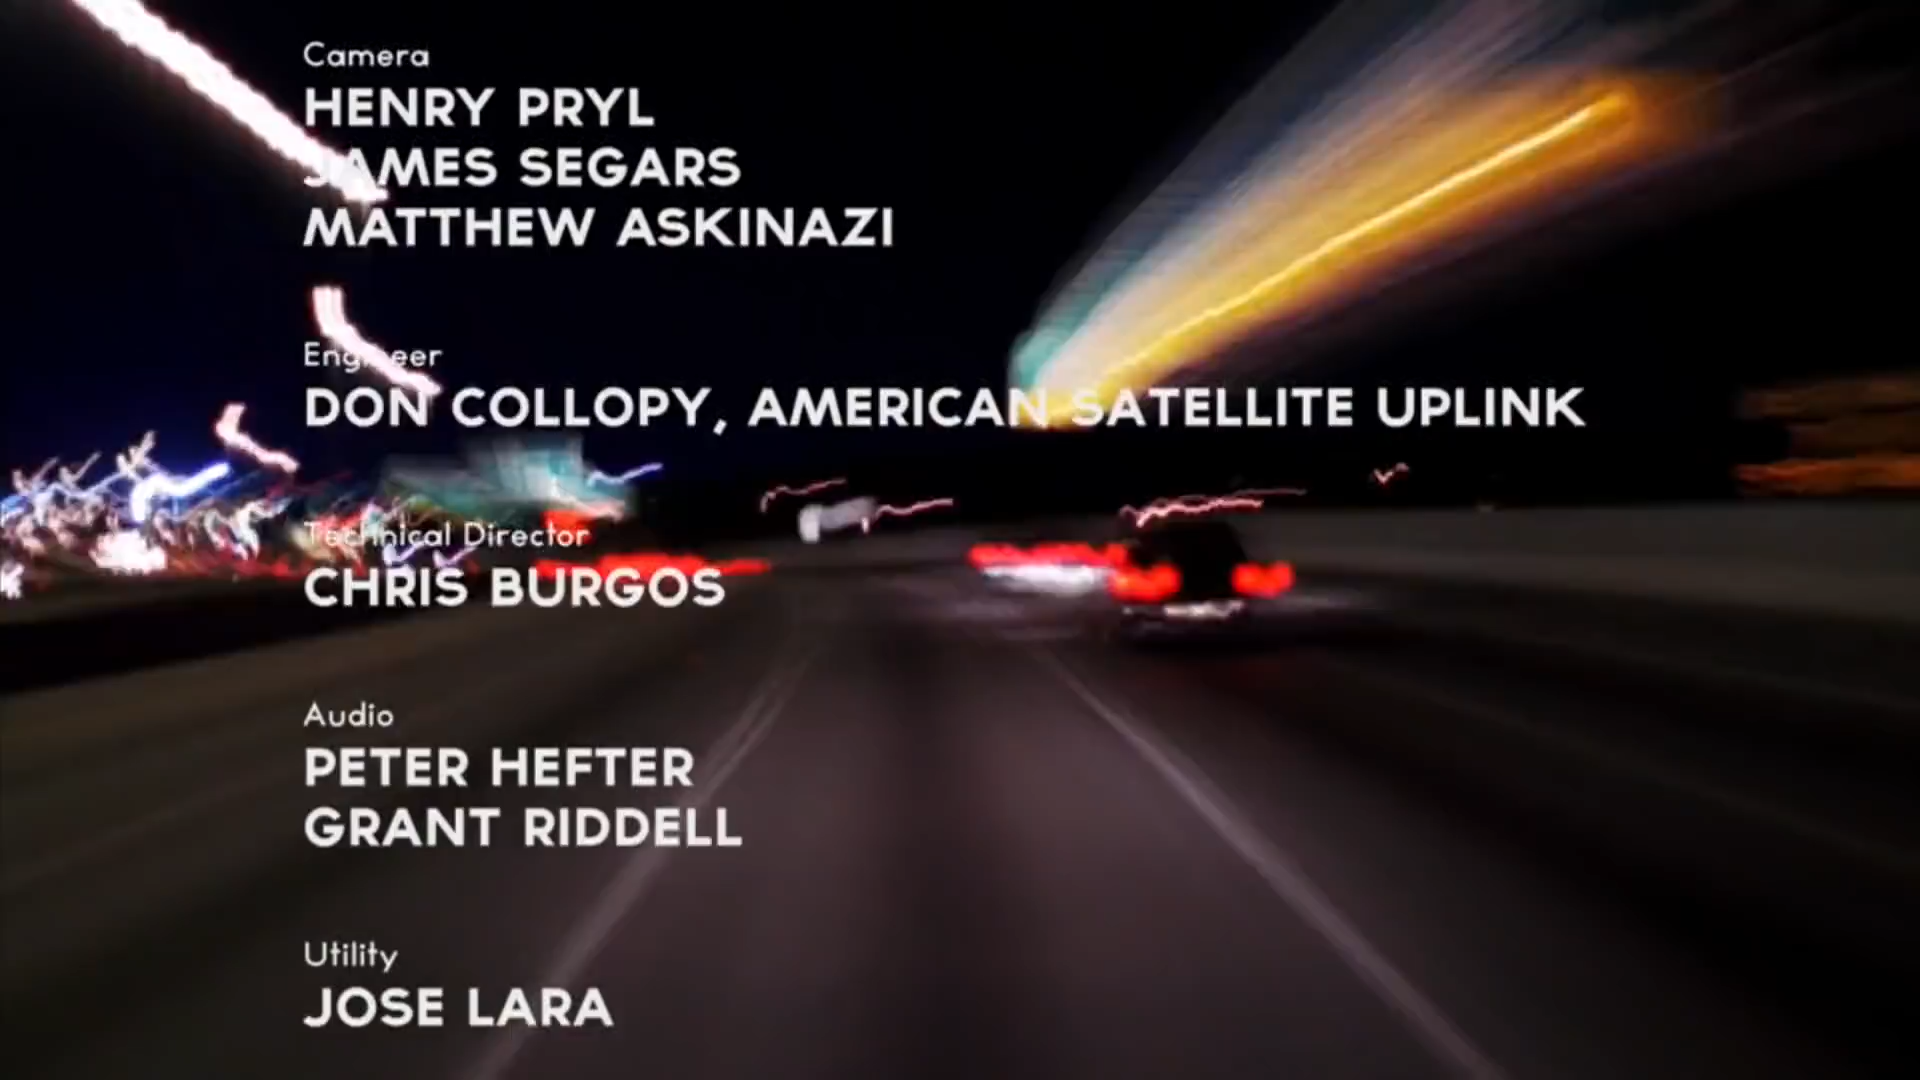 Camera
HENRY PRYL
JAMES SEGARS
MATTHEW ASKINAZI
Engineer
DON COLLOPY, AMERICAN SATELLITE UPLINK
Technical Director
CHRIS BURGOS
Audio
PETER HEFTER
GRANT RIDDELL
Utility
JOSE LARA